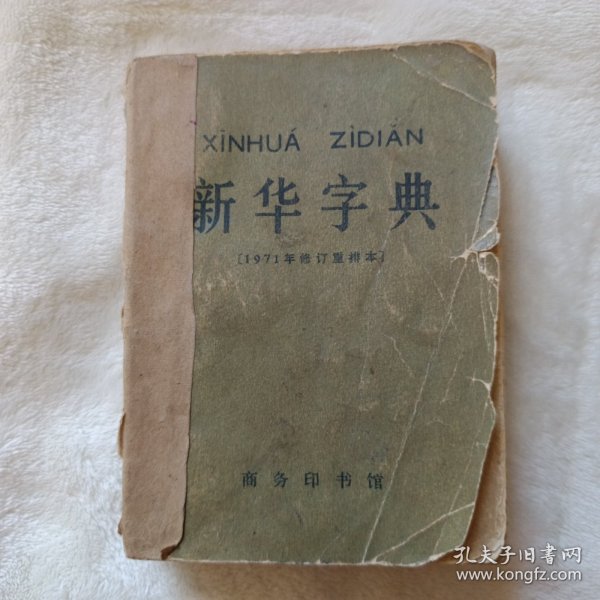 XĪNHUÁ ZÌDIǍN
新华字典
[1971年修订重排本]
商务印书馆
孔夫子旧书网
www.kongfz.com